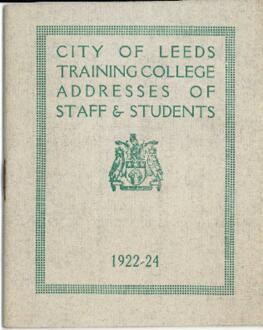 CITY OF LEEDS
TRAINING COLLEGE
ADDRESSES OF
STAFF & STUDENTS
1922-24